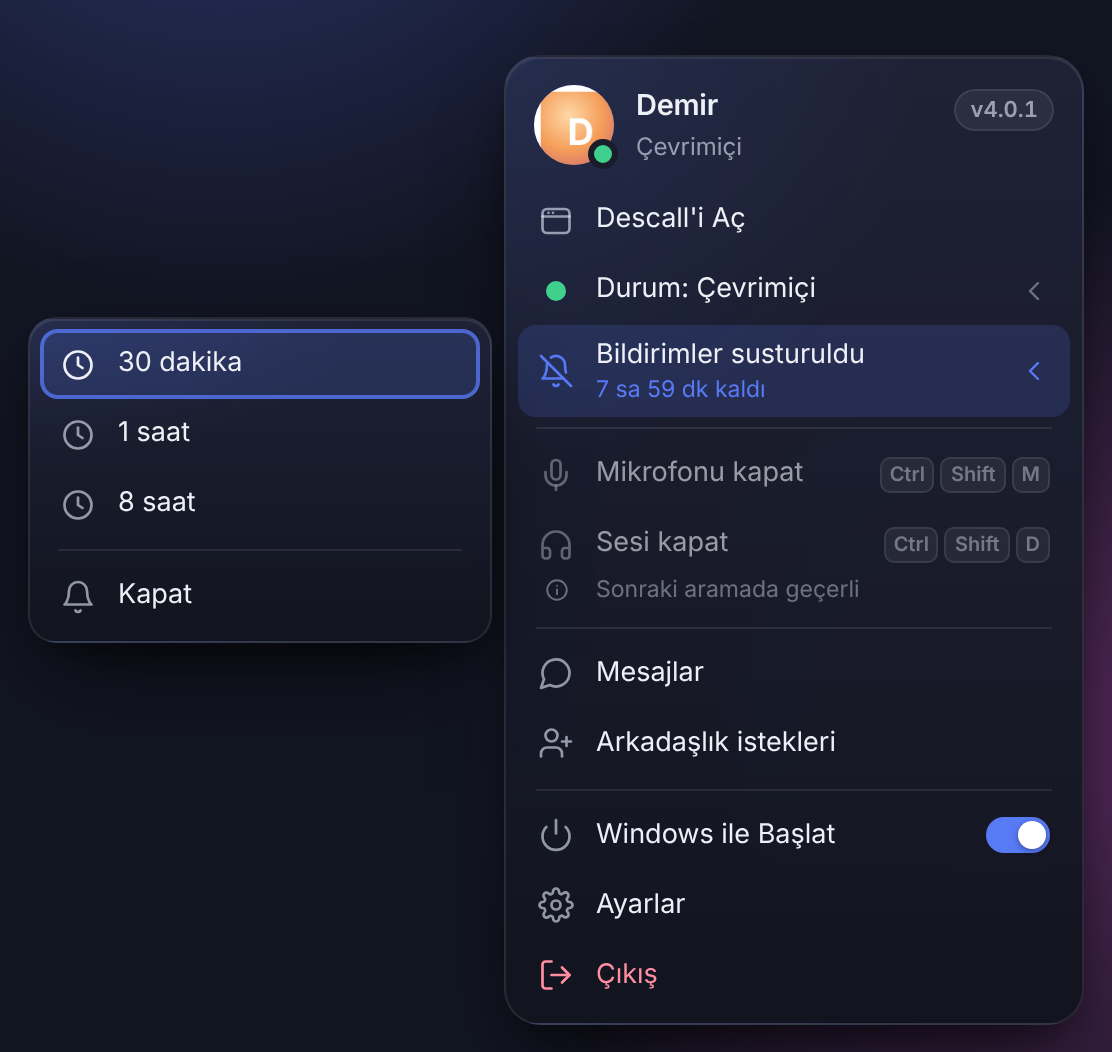 D
Demir
Çevrimiçi
v4.0.1
Descall'i Aç
Durum: Çevrimiçi
Bildirimler susturuldu
7 sa 59 dk kaldı
30 dakika
1 saat
8 saat
Kapat
Mikrofonu kapat Ctrl Shift M
Sesi kapat Ctrl Shift D
Sonraki aramada geçerli
Mesajlar
Arkadaşlık istekleri
Windows ile Başlat
Ayarlar
Çıkış